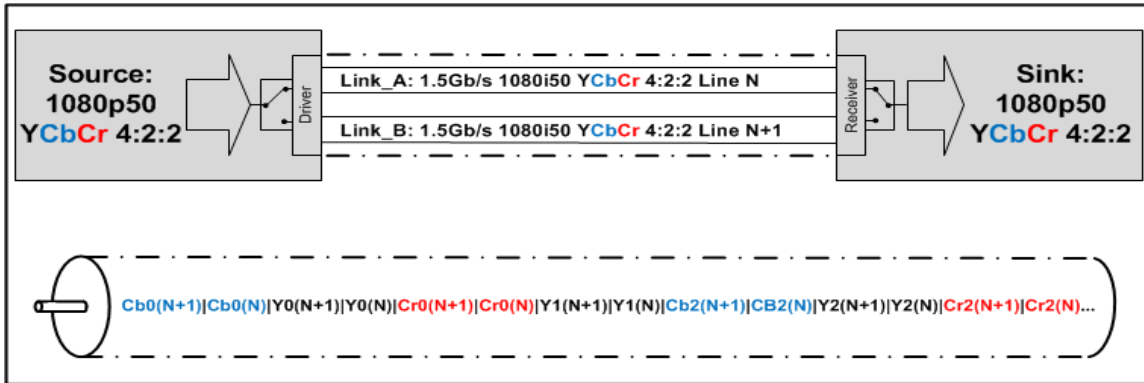 Source:
1080p50
YCbCr 4:2:2
Driver
Link_A: 1.5Gb/s 1080i50 YCbCr 4:2:2 Line N
Link_B: 1.5Gb/s 1080i50 YCbCr 4:2:2 Line N+1
Receiver
Sink:
1080p50
YCbCr 4:2:2
Cb0(N+1)|Cb0(N)|Y0(N+1)|Y0(N)|Cr0(N+1)|Cr0(N)|Y1(N+1)|Y1(N)|Cb2(N+1)|CB2(N)|Y2(N+1)|Y2(N)|Cr2(N+1)|Cr2(N)...